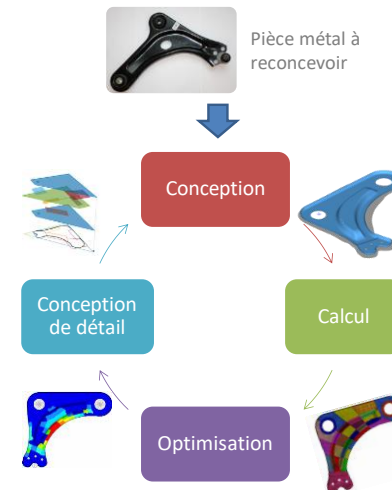 Pièce métal à
reconcevoir
Conception
Conception
de détail
Calcul
Optimisation